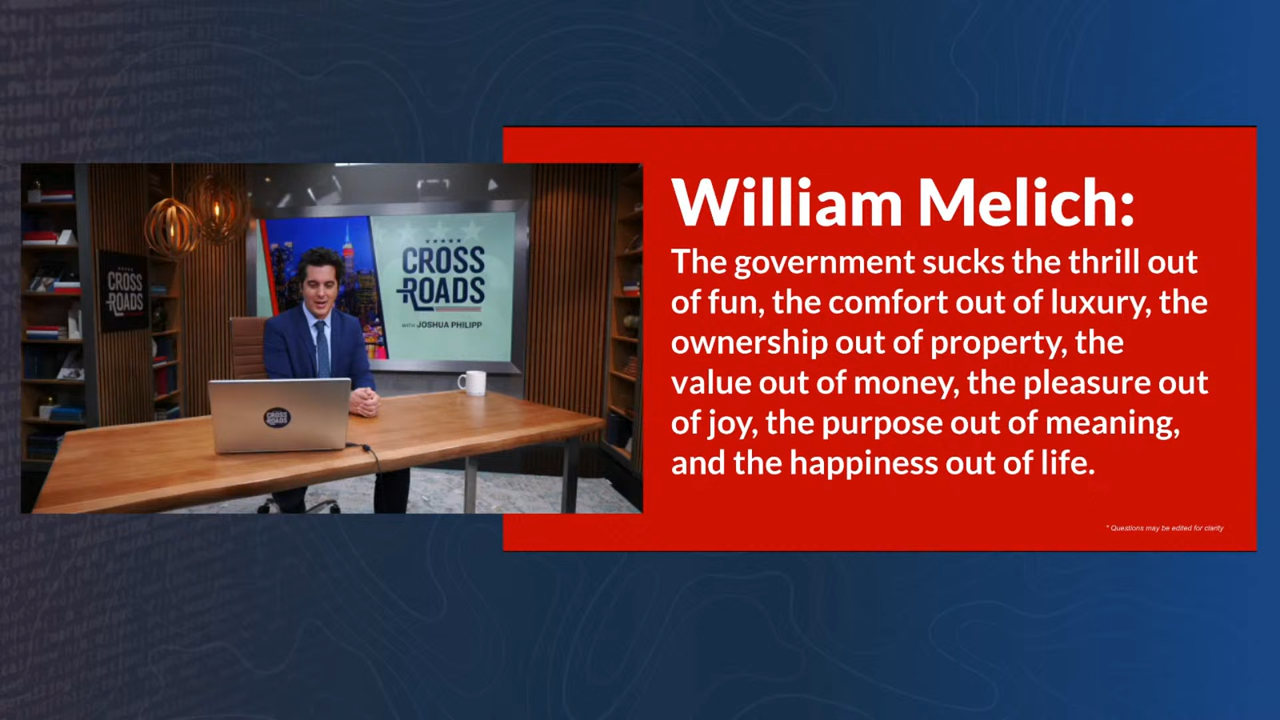 CROSS
ROADS
CROSS
ROADS
WITH JOSHUA PHILIPP
CROSS
ROADS
William Melich:
The government sucks the thrill out
of fun, the comfort out of luxury, the
ownership out of property, the
value out of money, the pleasure out
of joy, the purpose out of meaning,
and the happiness out of life.
* Questions may be edited for clarity